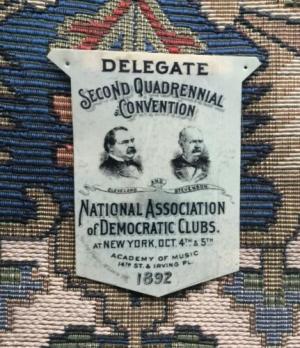 DELEGATE
SECOND QUADRENNIAL
CONVENTION
CLEVELAND AND STEVENSON
NATIONAL ASSOCIATION
of DEMOCRATIC CLUBS.
AT NEW YORK, OCT. 4TH & 5TH
ACADEMY OF MUSIC
14TH ST. & IRVING PL.
1892